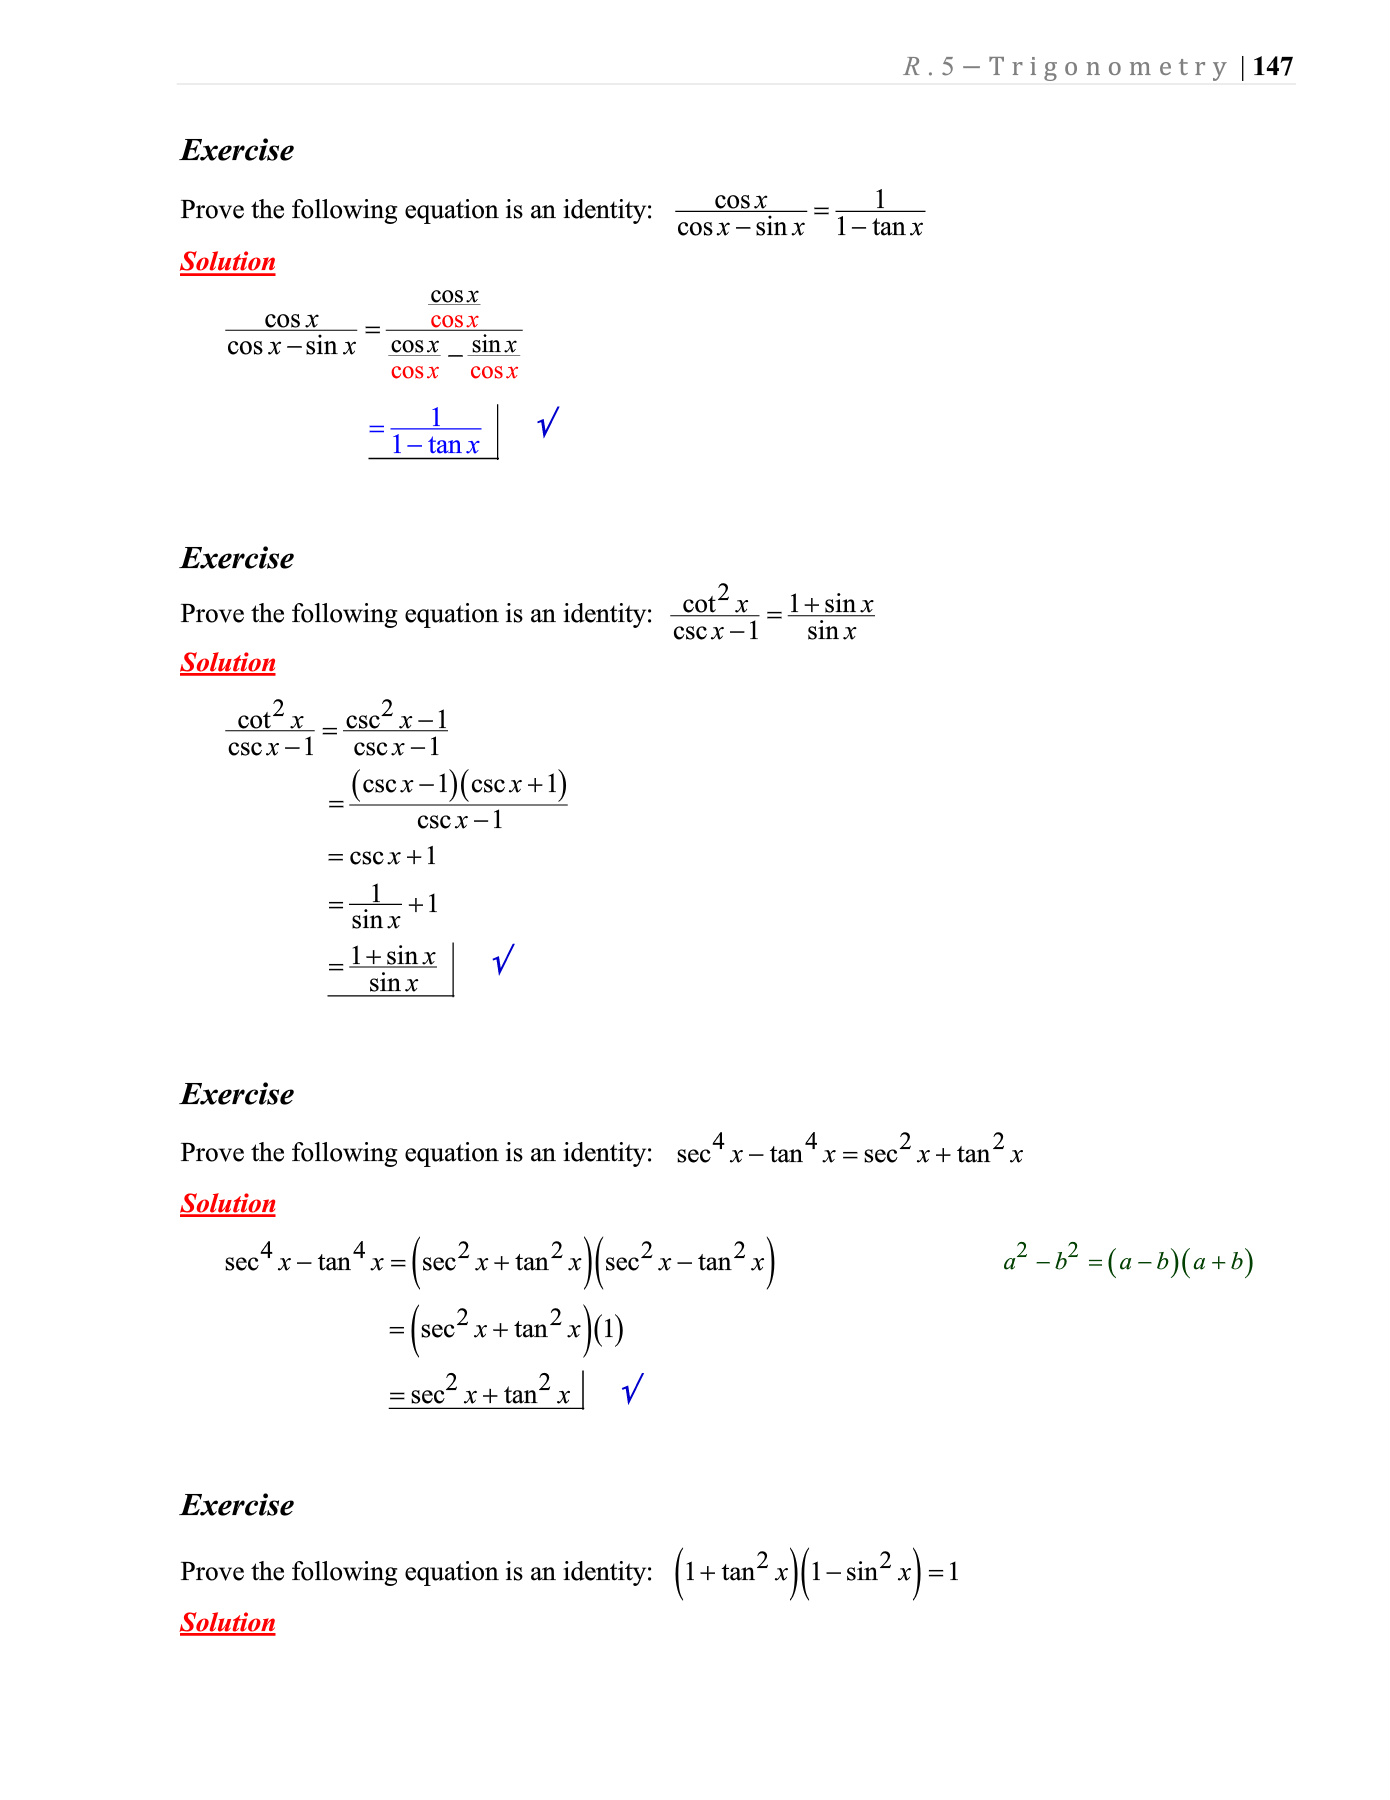 R.5–Trigonometry | 147
Exercise
Prove the following equation is an identity: \frac{\cos x}{\cos x - \sin x} = \frac{1}{1 - \tan x}
Solution
\frac{\cos x}{\cos x - \sin x} = \frac{\frac{\cos x}{\cos x}}{\frac{\cos x}{\cos x} - \frac{\sin x}{\cos x}}
= \frac{1}{1 - \tan x} √
Exercise
Prove the following equation is an identity: \frac{\cot^2 x}{\csc x - 1} = \frac{1 + \sin x}{\sin x}
Solution
\frac{\cot^2 x}{\csc x - 1} = \frac{\csc^2 x - 1}{\csc x - 1}
= \frac{(\csc x - 1)(\csc x + 1)}{\csc x - 1}
= \csc x + 1
= \frac{1}{\sin x} + 1
= \frac{1 + \sin x}{\sin x} √
Exercise
Prove the following equation is an identity: \sec^4 x - \tan^4 x = \sec^2 x + \tan^2 x
Solution
\sec^4 x - \tan^4 x = (\sec^2 x + \tan^2 x)(\sec^2 x - \tan^2 x) a^2 - b^2 = (a - b)(a + b)
= (\sec^2 x + \tan^2 x)(1)
= \sec^2 x + \tan^2 x √
Exercise
Prove the following equation is an identity: (1 + \tan^2 x)(1 - \sin^2 x) = 1
Solution